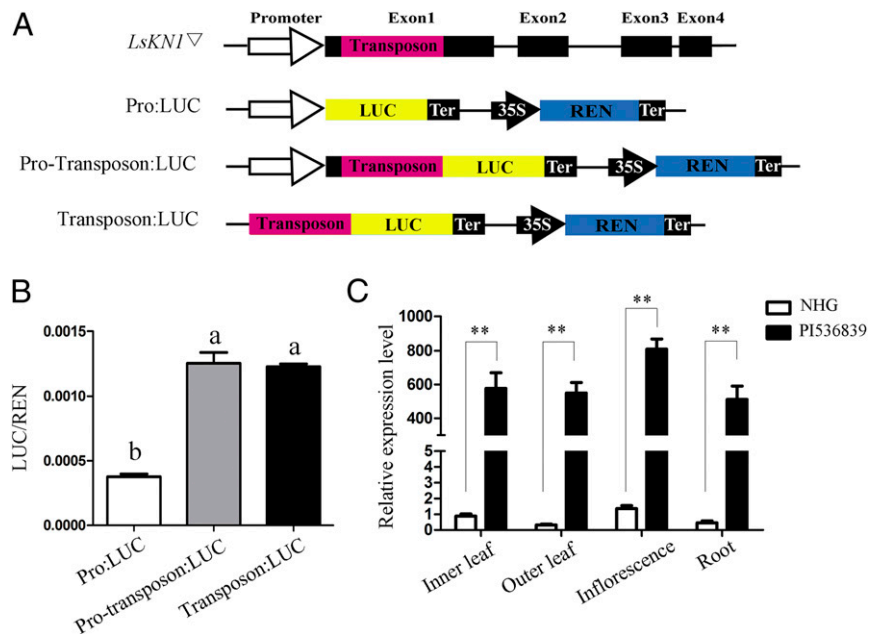 A
Promoter Exon1 Exon2 Exon3 Exon4
LsKN1▽ Transposon
Pro:LUC LUC Ter 35S REN Ter
Pro-Transposon:LUC Transposon LUC Ter 35S REN Ter
Transposon:LUC Transposon LUC Ter 35S REN Ter
B
LUC/REN
0.0015
0.0010
0.0005
0.0000
b
a
a
Pro:LUC
Pro-transposon:LUC
Transposon:LUC
C
NHG
PI536839
Relative expression level
1000
800
600
400
200
5
4
3
2
1
0
**
**
**
**
Inner leaf
Outer leaf
Inflorescence
Root